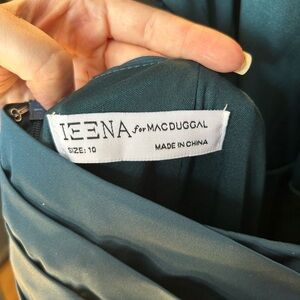 IEENA for MAC DUGGAL
SIZE: 10
MADE IN CHINA